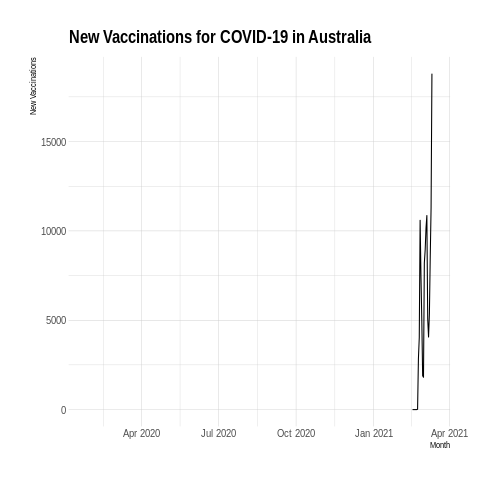 New Vaccinations for COVID-19 in Australia
New Vaccinations
15000
10000
5000
0
Apr 2020 Jul 2020 Oct 2020 Jan 2021 Apr 2021
Month